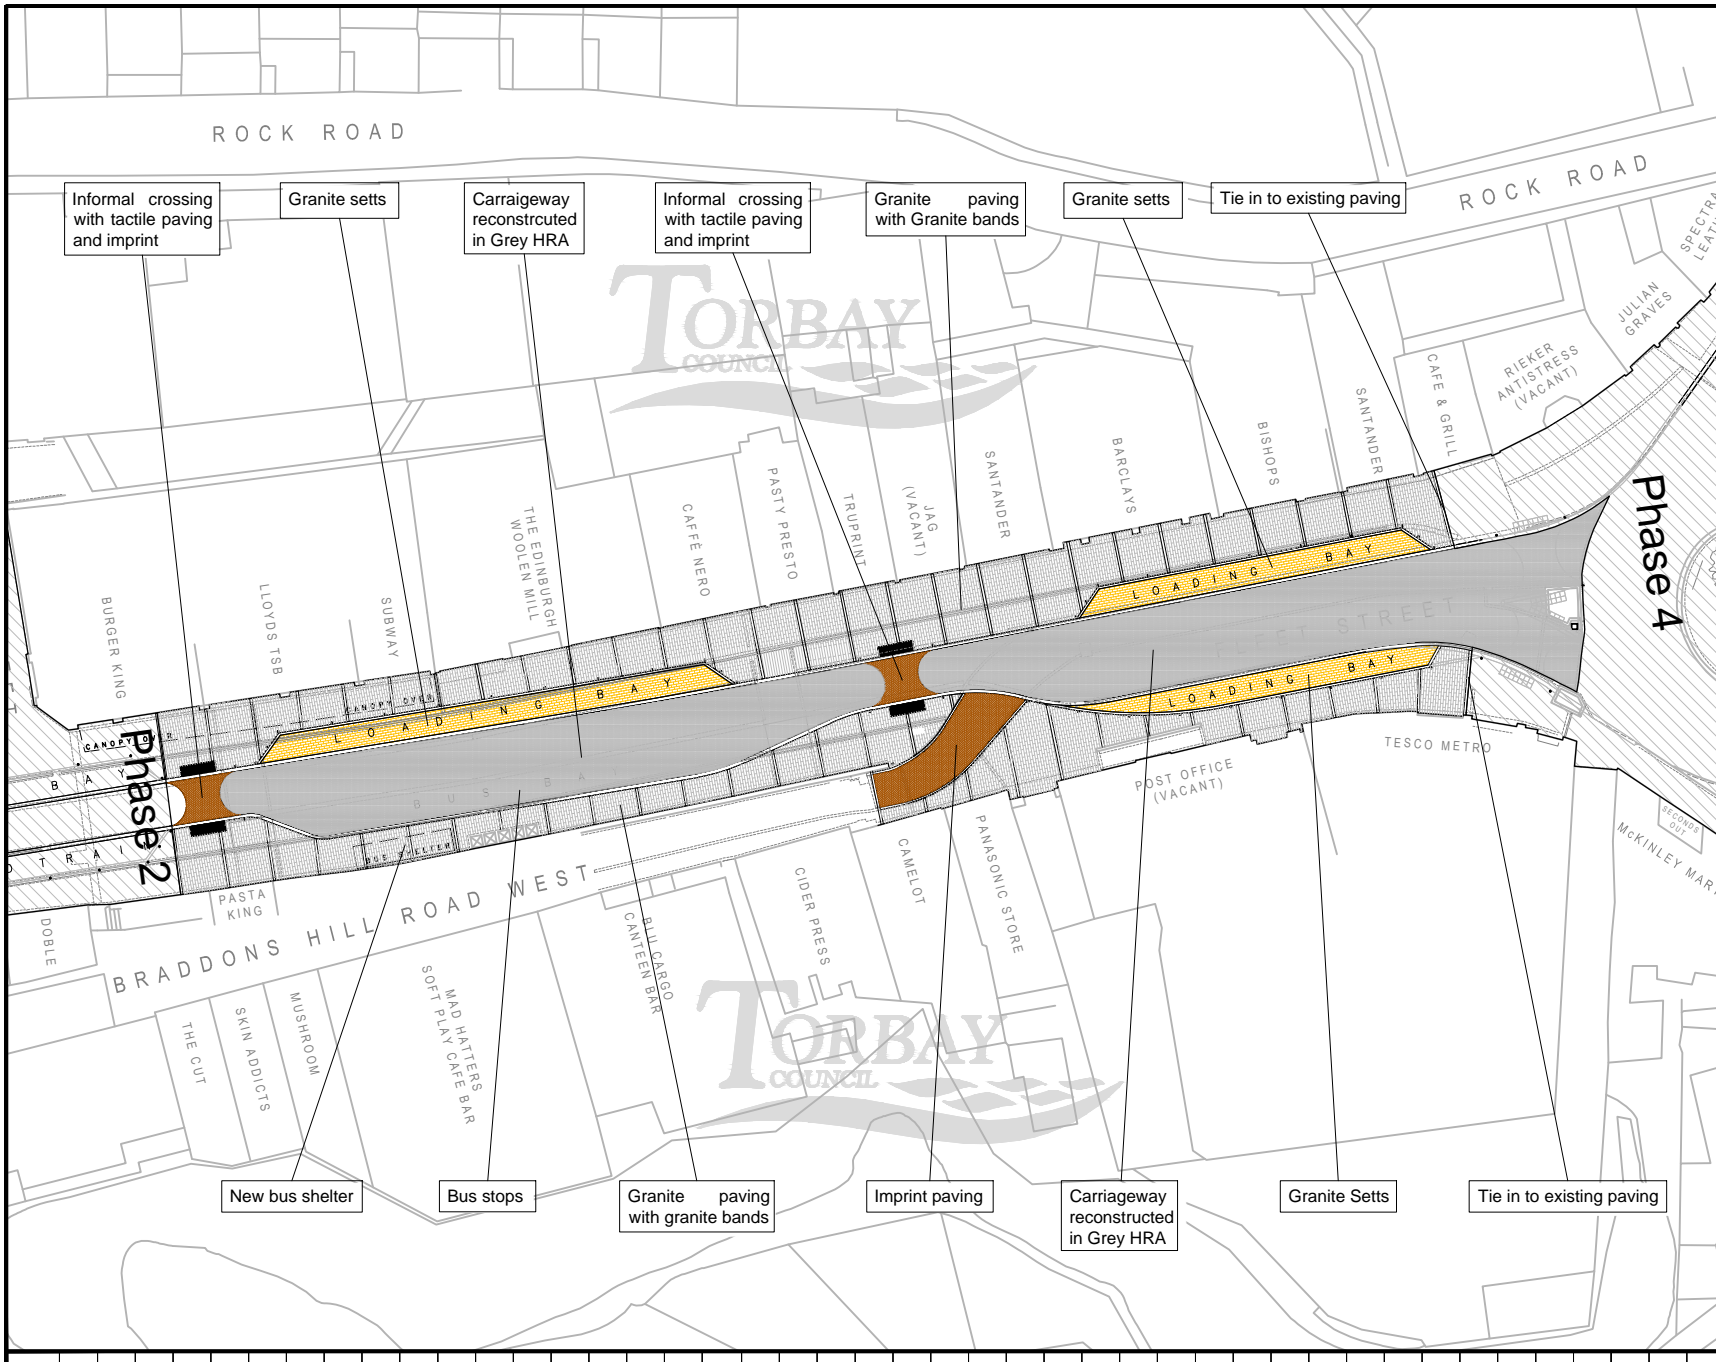 ROCK ROAD
ROCK ROAD
Informal crossing
with tactile paving
and imprint
Granite setts
Carraigeway
reconstrcuted
in Grey HRA
Informal crossing
with tactile paving
and imprint
Granite paving
with Granite bands
Granite setts
Tie in to existing paving
TORBAY
COUNCIL
SPECTRA
JULIAN
GRAVES
RIEKER
ANTISTRESS
(VACANT)
CAFE & GRILL
SANTANDER
BISHOPS
BARCLAYS
SANTANDER
JAG
(VACANT)
TRUPRINT
PASTY PRESTO
CAFFÈ NERO
THE EDINBURGH
WOOLEN MILL
SUBWAY
LLOYDS TSB
BURGER KING
Phase 4
Phase 2
CANOPY OVER
CANOPY OVER
LOADING BAY
LOADING BAY
LOADING BAY
FLEET STREET
BUS BAY
BAY
BUS SHELTER
TESCO METRO
POST OFFICE
(VACANT)
SECONDS
OUT
McKINLEY MAR
PANASONIC STORE
CAMELOT
CIDER PRESS
BLU CARGO
CANTEEN BAR
BRADDONS HILL ROAD WEST
PASTA
KING
DOBLE
MAD HATTERS
SOFT PLAY CAFE BAR
MUSHROOM
SKIN ADDICTS
THE CUT
TORBAY
COUNCIL
New bus shelter
Bus stops
Granite paving
with granite bands
Imprint paving
Carriageway
reconstructed
in Grey HRA
Granite Setts
Tie in to existing paving